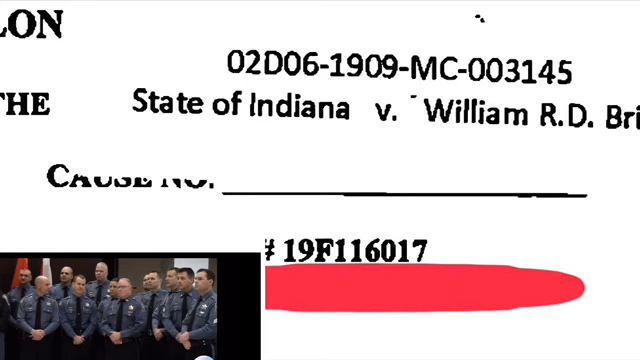 LON
02D06-1909-MC-003145
THE State of Indiana v. William R.D. Bri
CAUSE NO.
# 19F116017